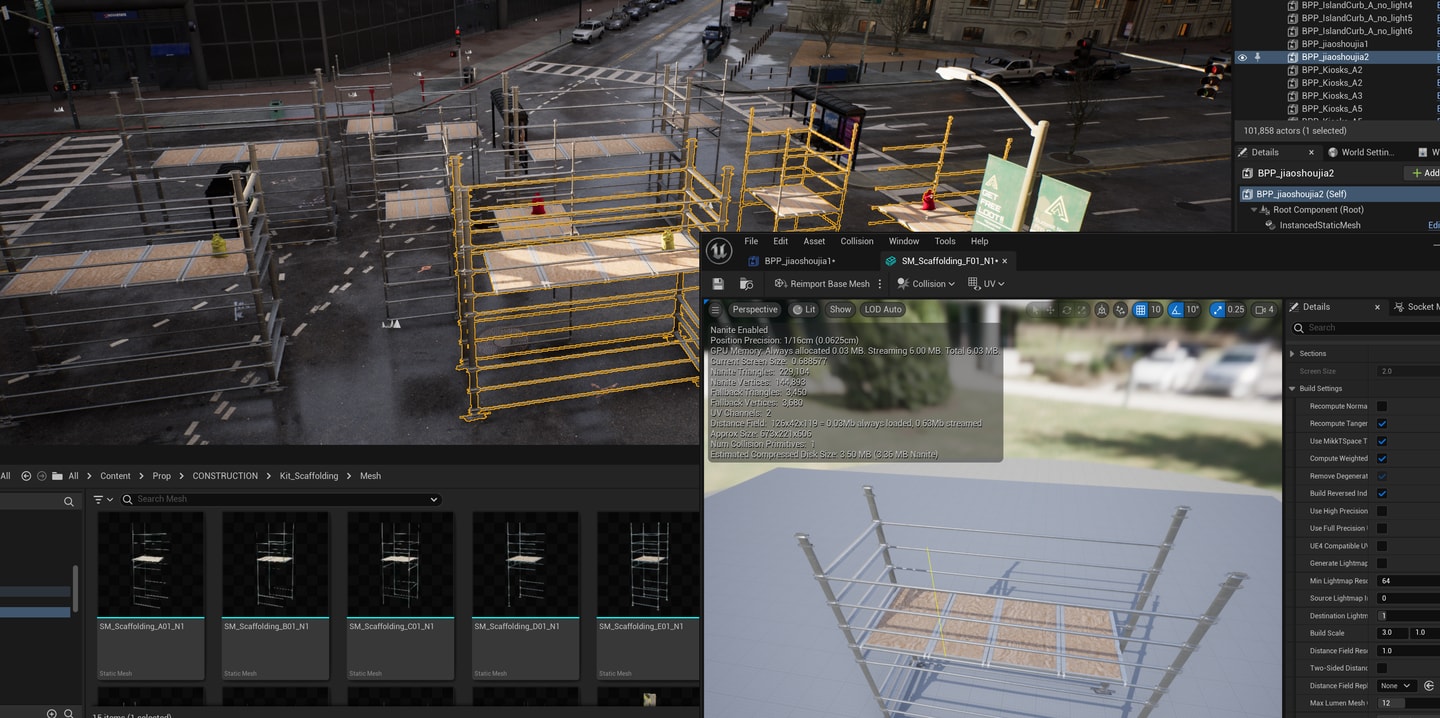 BPP_IslandCurb_A_no_light4
BPP_IslandCurb_A_no_light5
BPP_IslandCurb_A_no_light6
BPP_jiaoshoujia1
BPP_jiaoshoujia2
BPP_Kiosks_A2
BPP_Kiosks_A2
BPP_Kiosks_A3
BPP_Kiosks_A5
101,858 actors (1 selected)
Details
World Settin...
BPP_jiaoshoujia2
Add
BPP_jiaoshoujia2 (Self)
Root Component (Root)
InstancedStaticMesh
Edi
GET
FREE
LOOT!!
File Edit Asset Collision Window Tools Help
BPP_jiaoshoujia1*
SM_Scaffolding_F01_N1*
Reimport Base Mesh
Collision
UV
Perspective
Lit
Show
LOD Auto
10
10°
0.25
4
Nanite Enabled
Position Precision: 1/16cm (0.0625cm)
GPU Memory: Always allocated 0.03 MB. Streaming 6.00 MB. Total 6.03 MB.
Current Screen Size: 0.688577
Nanite Triangles: 229,104
Nanite Vertices: 144,893
Fallback Triangles: 3,450
Fallback Vertices: 3,580
UV Channels: 2
Distance Field: 126x42x119 = 0.03Mb always loaded, 0.63Mb streamed
Approx Size: 673x221x606
Num Collision Primitives: 1
Estimated Compressed Disk Size: 3.50 MB (3.36 MB Nanite)
Details
Socket M
Search
Sections
Screen Size
2.0
Build Settings
Recompute Norma
Recompute Tanger
Use MikkTSpace T
Compute Weighted
Remove Degenerat
Build Reversed Ind
Use High Precision
Use Full Precision
UE4 Compatible UV
Generate Lightmap
Min Lightmap Reso
64
Source Lightmap I
0
Destination Lightm
1
Build Scale
3.0
1.0
Distance Field Res
1.0
Two-Sided Distanc
Distance Field Repl
None
Max Lumen Mesh
12
All
All
Content
Prop
CONSTRUCTION
Kit_Scaffolding
Mesh
Search Mesh
SM_Scaffolding_A01_N1
SM_Scaffolding_B01_N1
SM_Scaffolding_C01_N1
SM_Scaffolding_D01_N1
SM_Scaffolding_E01_N1
Static Mesh
Static Mesh
Static Mesh
Static Mesh
Static Mesh
15 items (1 selected)